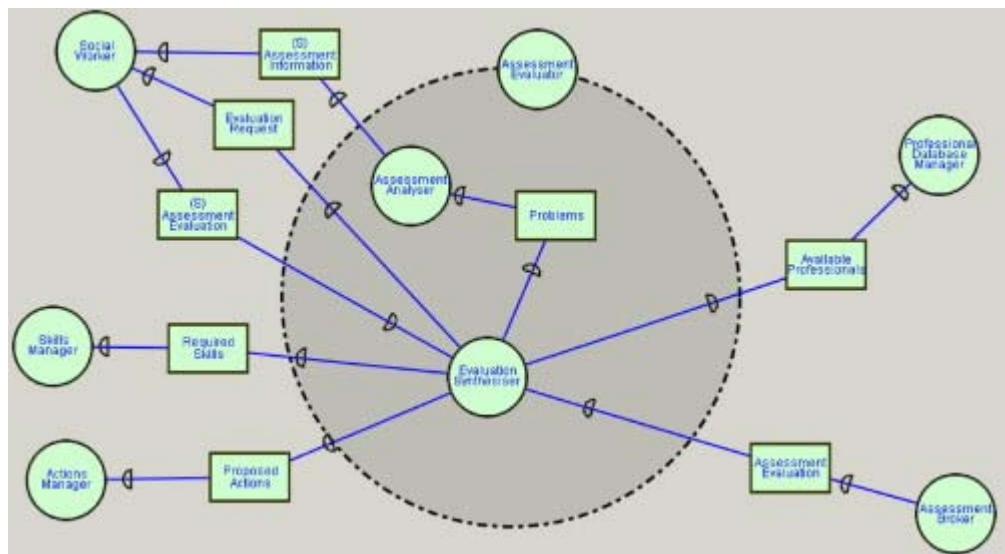 Social
Worker
(S)
Assessment
Information
Assessment
Evaluator
Evaluation
Request
Professional
Database
Manager
Assessment
Analyser
(S)
Assessment
Evaluation
Problems
Available
Professionals
Skills
Manager
Required
Skills
Evaluation
Synthesiser
Actions
Manager
Proposed
Actions
Assessment
Evaluation
Assessment
Broker